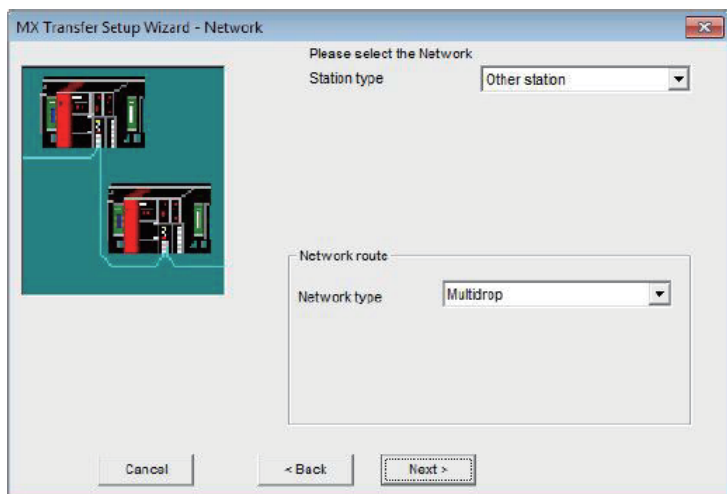 MX Transfer Setup Wizard - Network
Please select the Network
Station type
Other station
Network route
Network type
Multidrop
Cancel
< Back
Next >